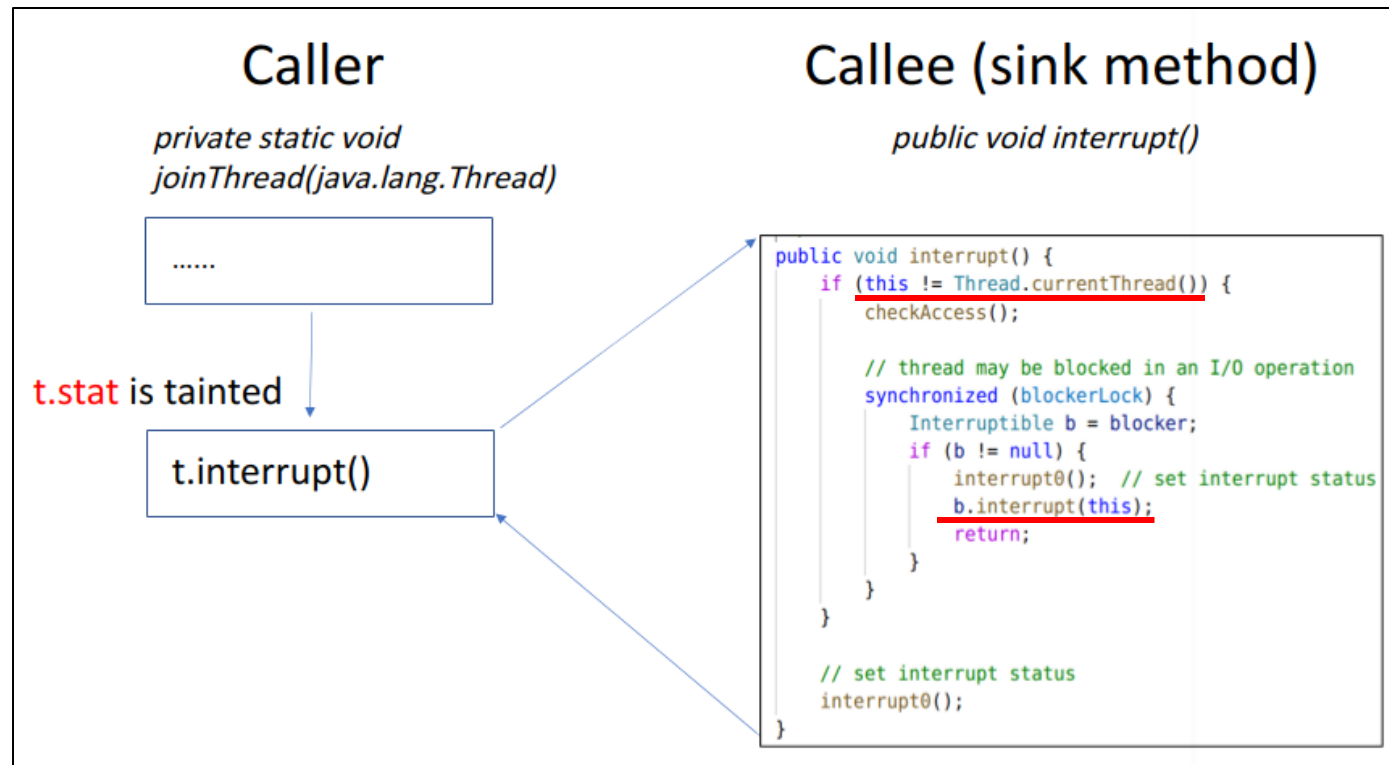 Caller
private static void
joinThread(java.lang.Thread)
......
t.stat is tainted
t.interrupt()
Callee (sink method)
public void interrupt()
public void interrupt() {
    if (this != Thread.currentThread()) {
        checkAccess();
        // thread may be blocked in an I/O operation
        synchronized (blockerLock) {
            Interruptible b = blocker;
            if (b != null) {
                interrupt0();  // set interrupt status
                b.interrupt(this);
                return;
            }
        }
    }
    // set interrupt status
    interrupt0();
}